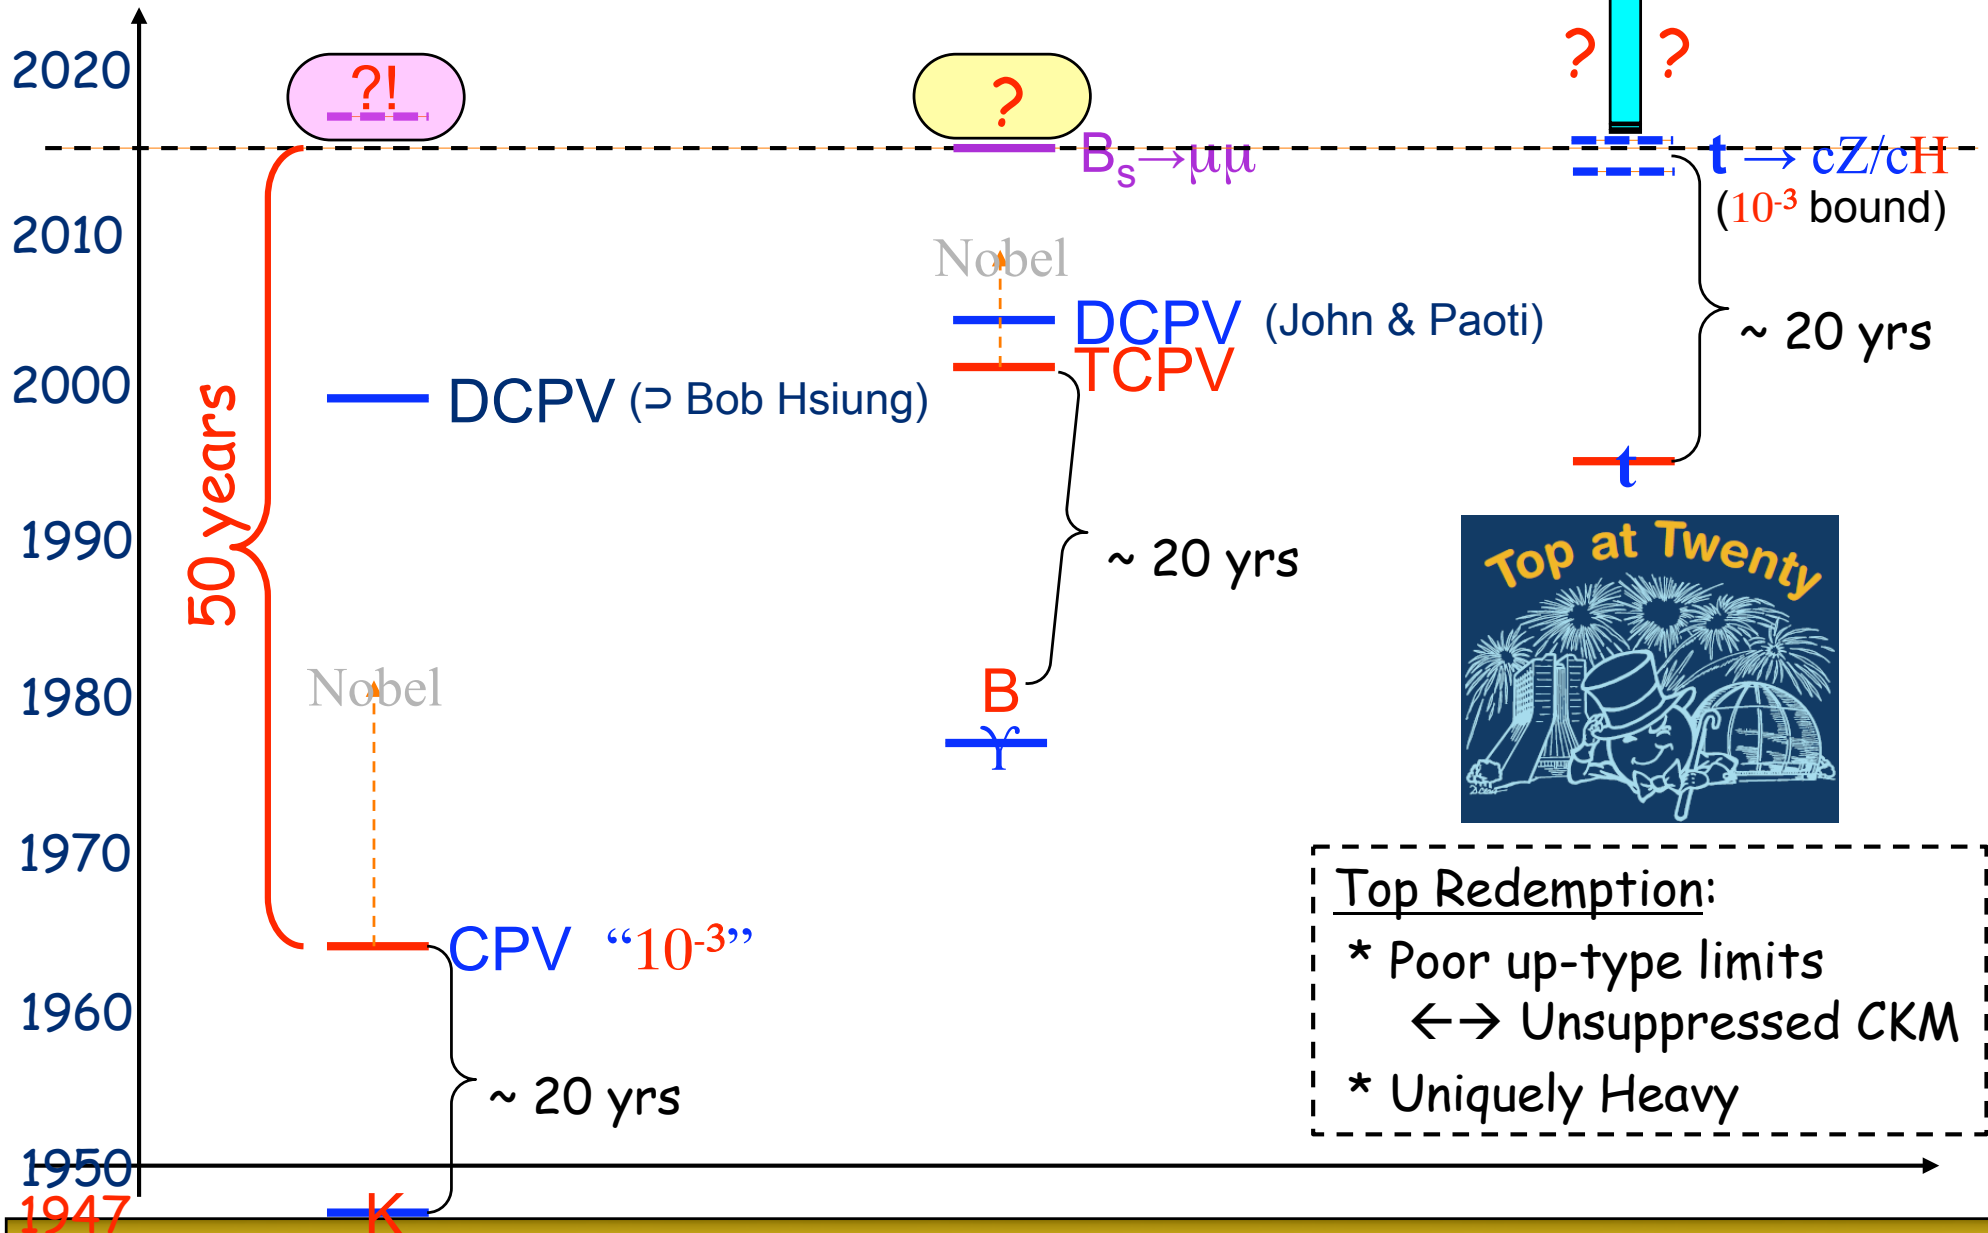 2020
?!
?
? ?
Bs→μμ
t → cZ/cH
(10-3 bound)
2010
Nobel
DCPV (John & Paoti)
TCPV
~ 20 yrs
2000
DCPV (⊃ Bob Hsiung)
50 years
t
1990
~ 20 yrs
Top at Twenty
1980
Nobel
B
ϒ
1970
Top Redemption:
* Poor up-type limits
←→ Unsuppressed CKM
* Uniquely Heavy
CPV “10-3”
1960
~ 20 yrs
1950
1947
K